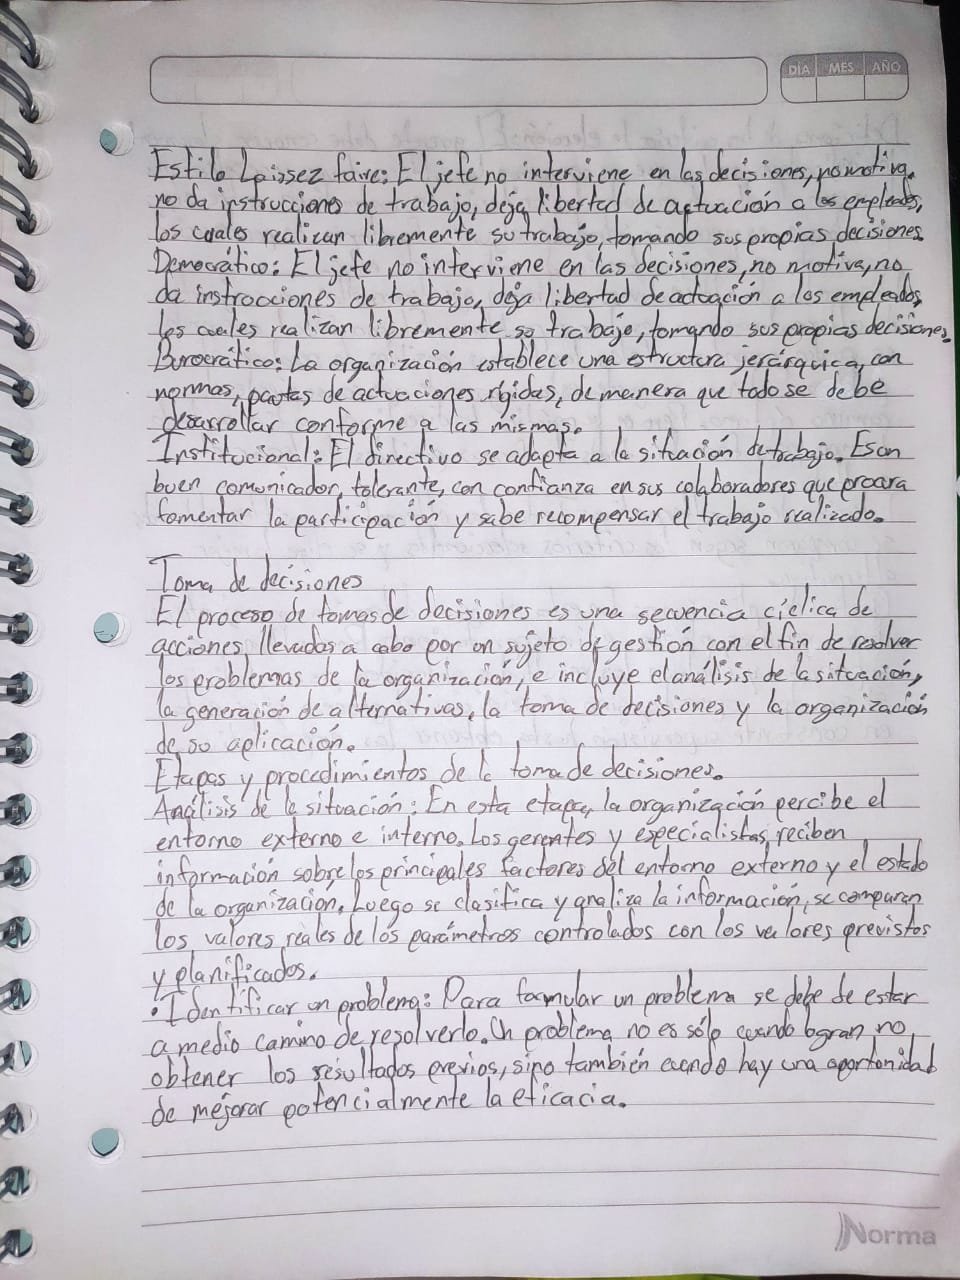 DÍA MES AÑO
Estilo Laissez faire: El jefe no interviene en las decisiones, no motiva,
no da instrucciones de trabajo, deja libertad de actuación a los empleados,
los cuales realizan libremente su trabajo, tomando sus propias decisiones.
Democrático: El jefe no interviene en las decisiones, no motiva, no
da instrucciones de trabajo, deja libertad de actuación a los empleados,
los cuales realizan libremente su trabajo, tomando sus propias decisiones.
Burocrático: La organización establece una estructura jerárquica, con
normas, pautas de actuaciones rígidas, de manera que todo se debe
desarrollar conforme a las mismas.
Institucional: El directivo se adapta a la situación de trabajo. Es un
buen comunicador, tolerante, con confianza en sus colaboradores que procura
fomentar la participación y sabe recompensar el trabajo realizado.
Toma de decisiones
El proceso de tomas de decisiones es una secuencia cíclica de
acciones llevadas a cabo por un sujeto de gestión con el fin de resolver
los problemas de la organización, e incluye el análisis de la situación,
la generación de alternativas, la toma de decisiones y la organización
de su aplicación.
Etapas y procedimientos de la toma de decisiones.
Análisis de la situación: En esta etapa, la organización percibe el
entorno externo e interno. Los gerentes y especialistas reciben
información sobre los principales factores del entorno externo y el estado
de la organización. Luego se clasifica y analiza la información, se comparan
los valores reales de los parámetros controlados con los valores previstos
y planificados.
• Identificar un problema: Para formular un problema se debe de estar
a medio camino de resolverlo. Un problema no es sólo cuando logran no
obtener los resultados previos, sino también cuando hay una oportunidad
de mejorar potencialmente la eficacia.
Norma